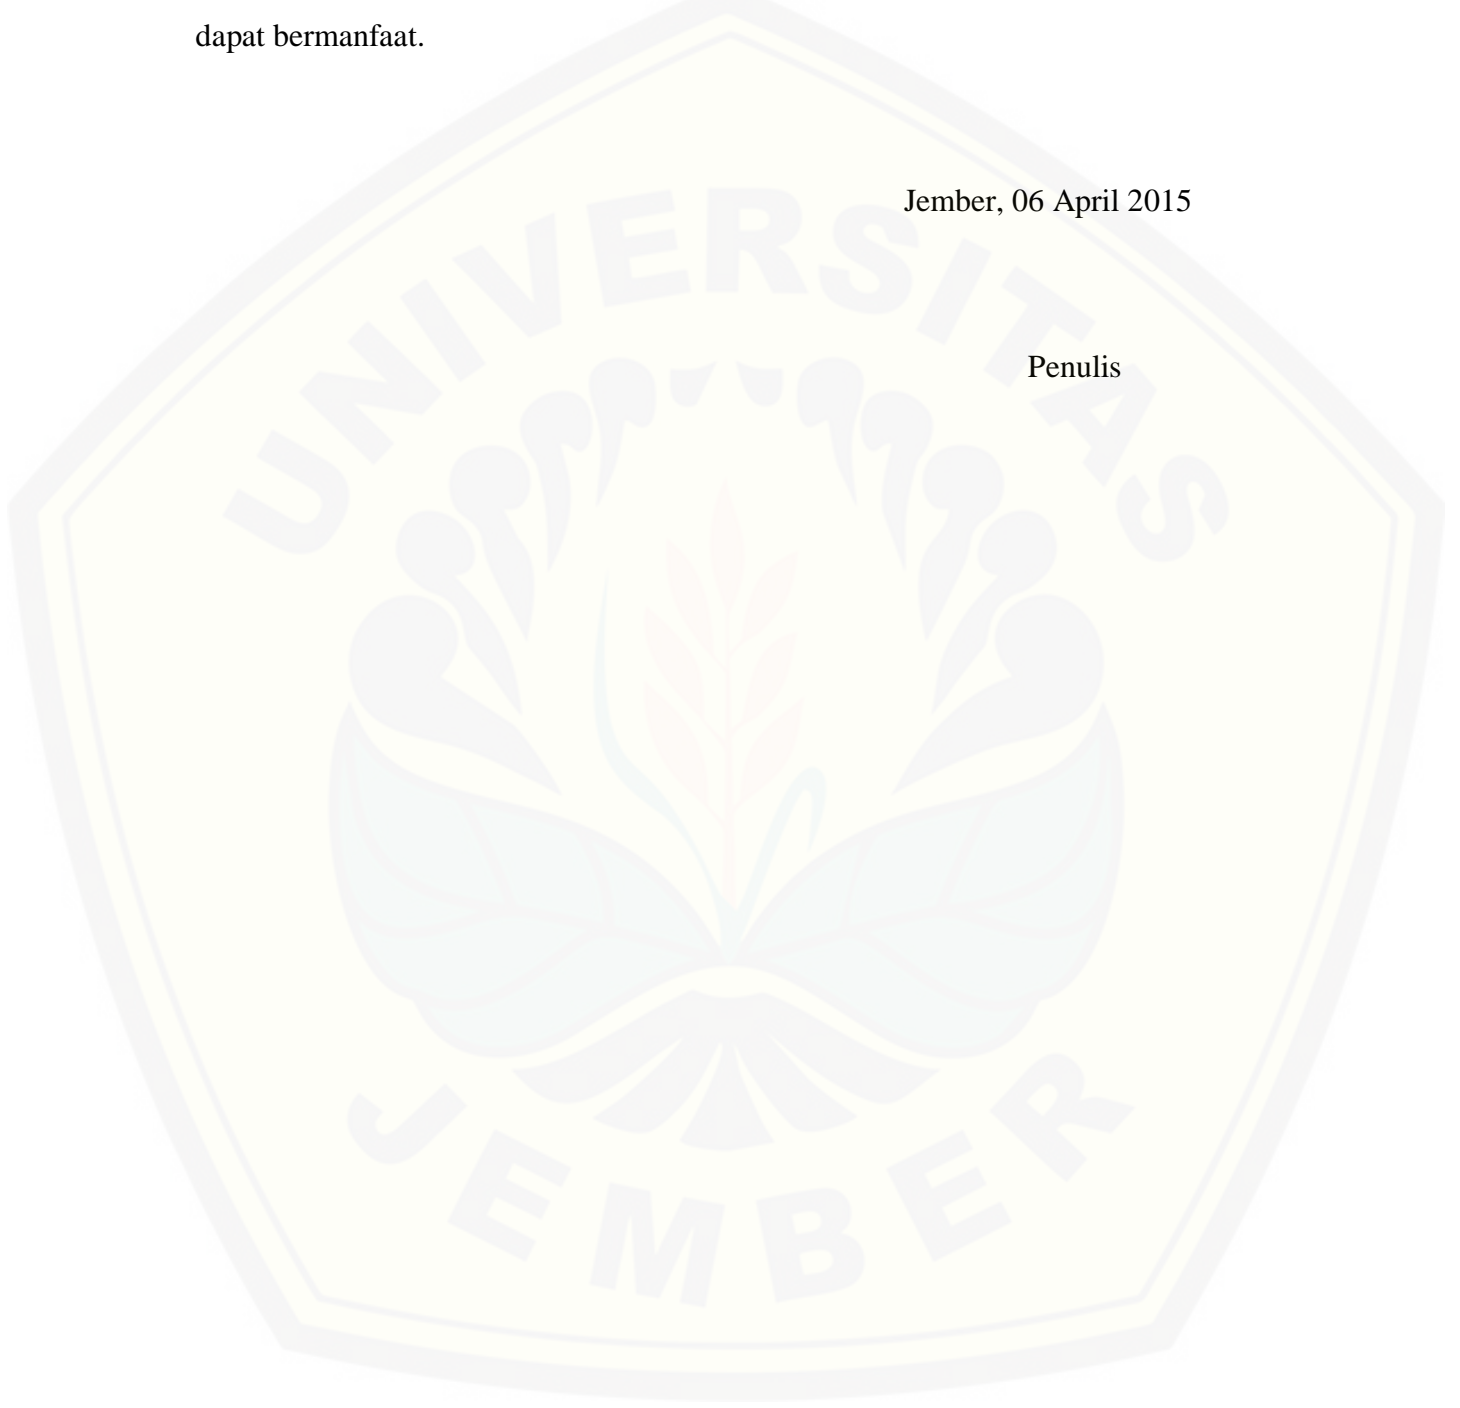 dapat bermanfaat.
Jember, 06 April 2015
Penulis
UNIVERSITAS
JEMBER